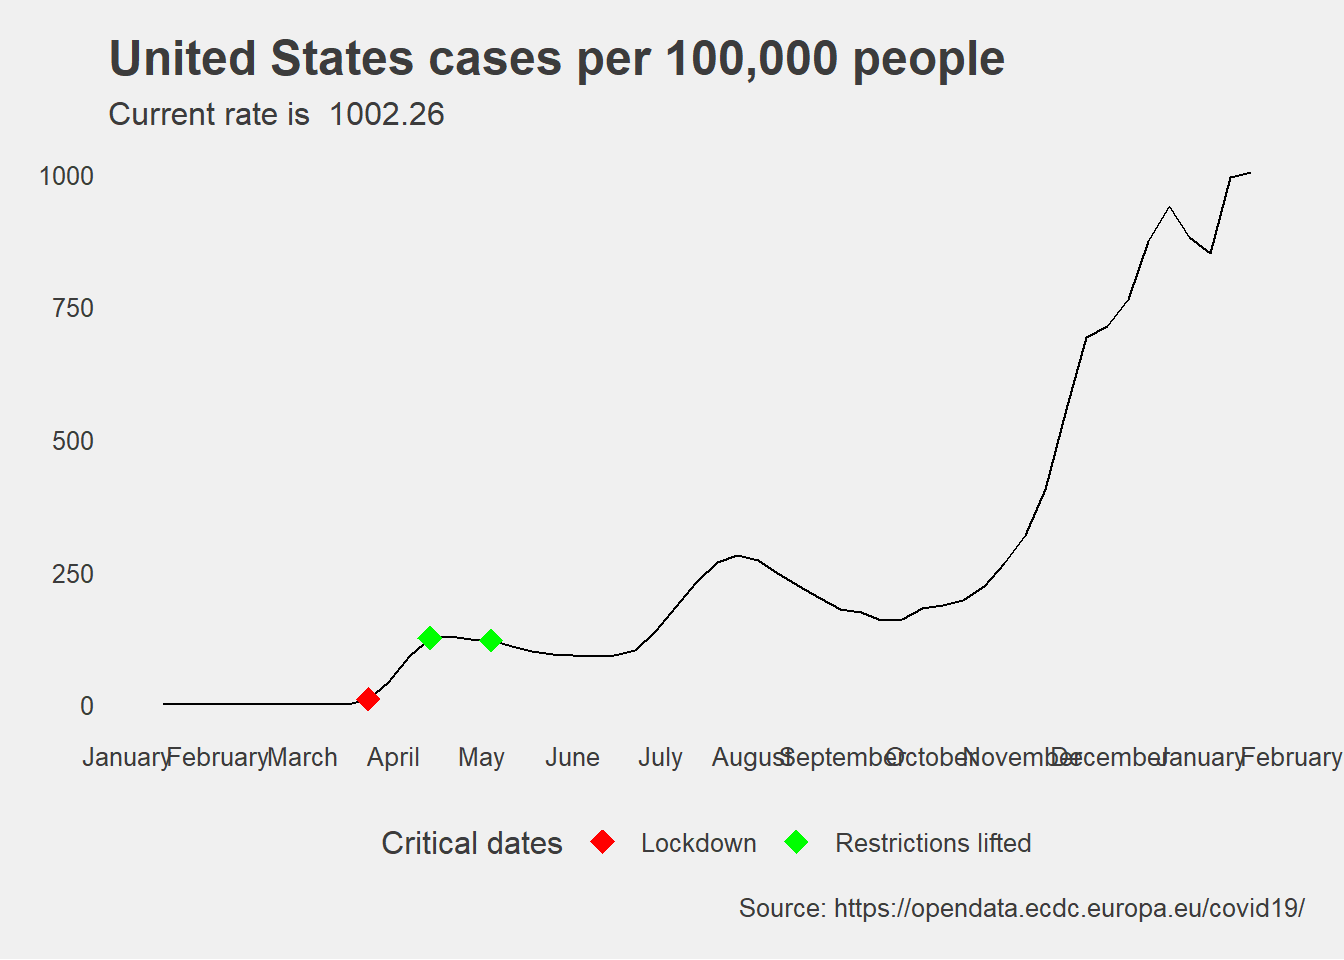 United States cases per 100,000 people
Current rate is  1002.26
1000
750
500
250
0
January February March April May June July August September October November December January February
Critical dates Lockdown Restrictions lifted
Source: https://opendata.ecdc.europa.eu/covid19/